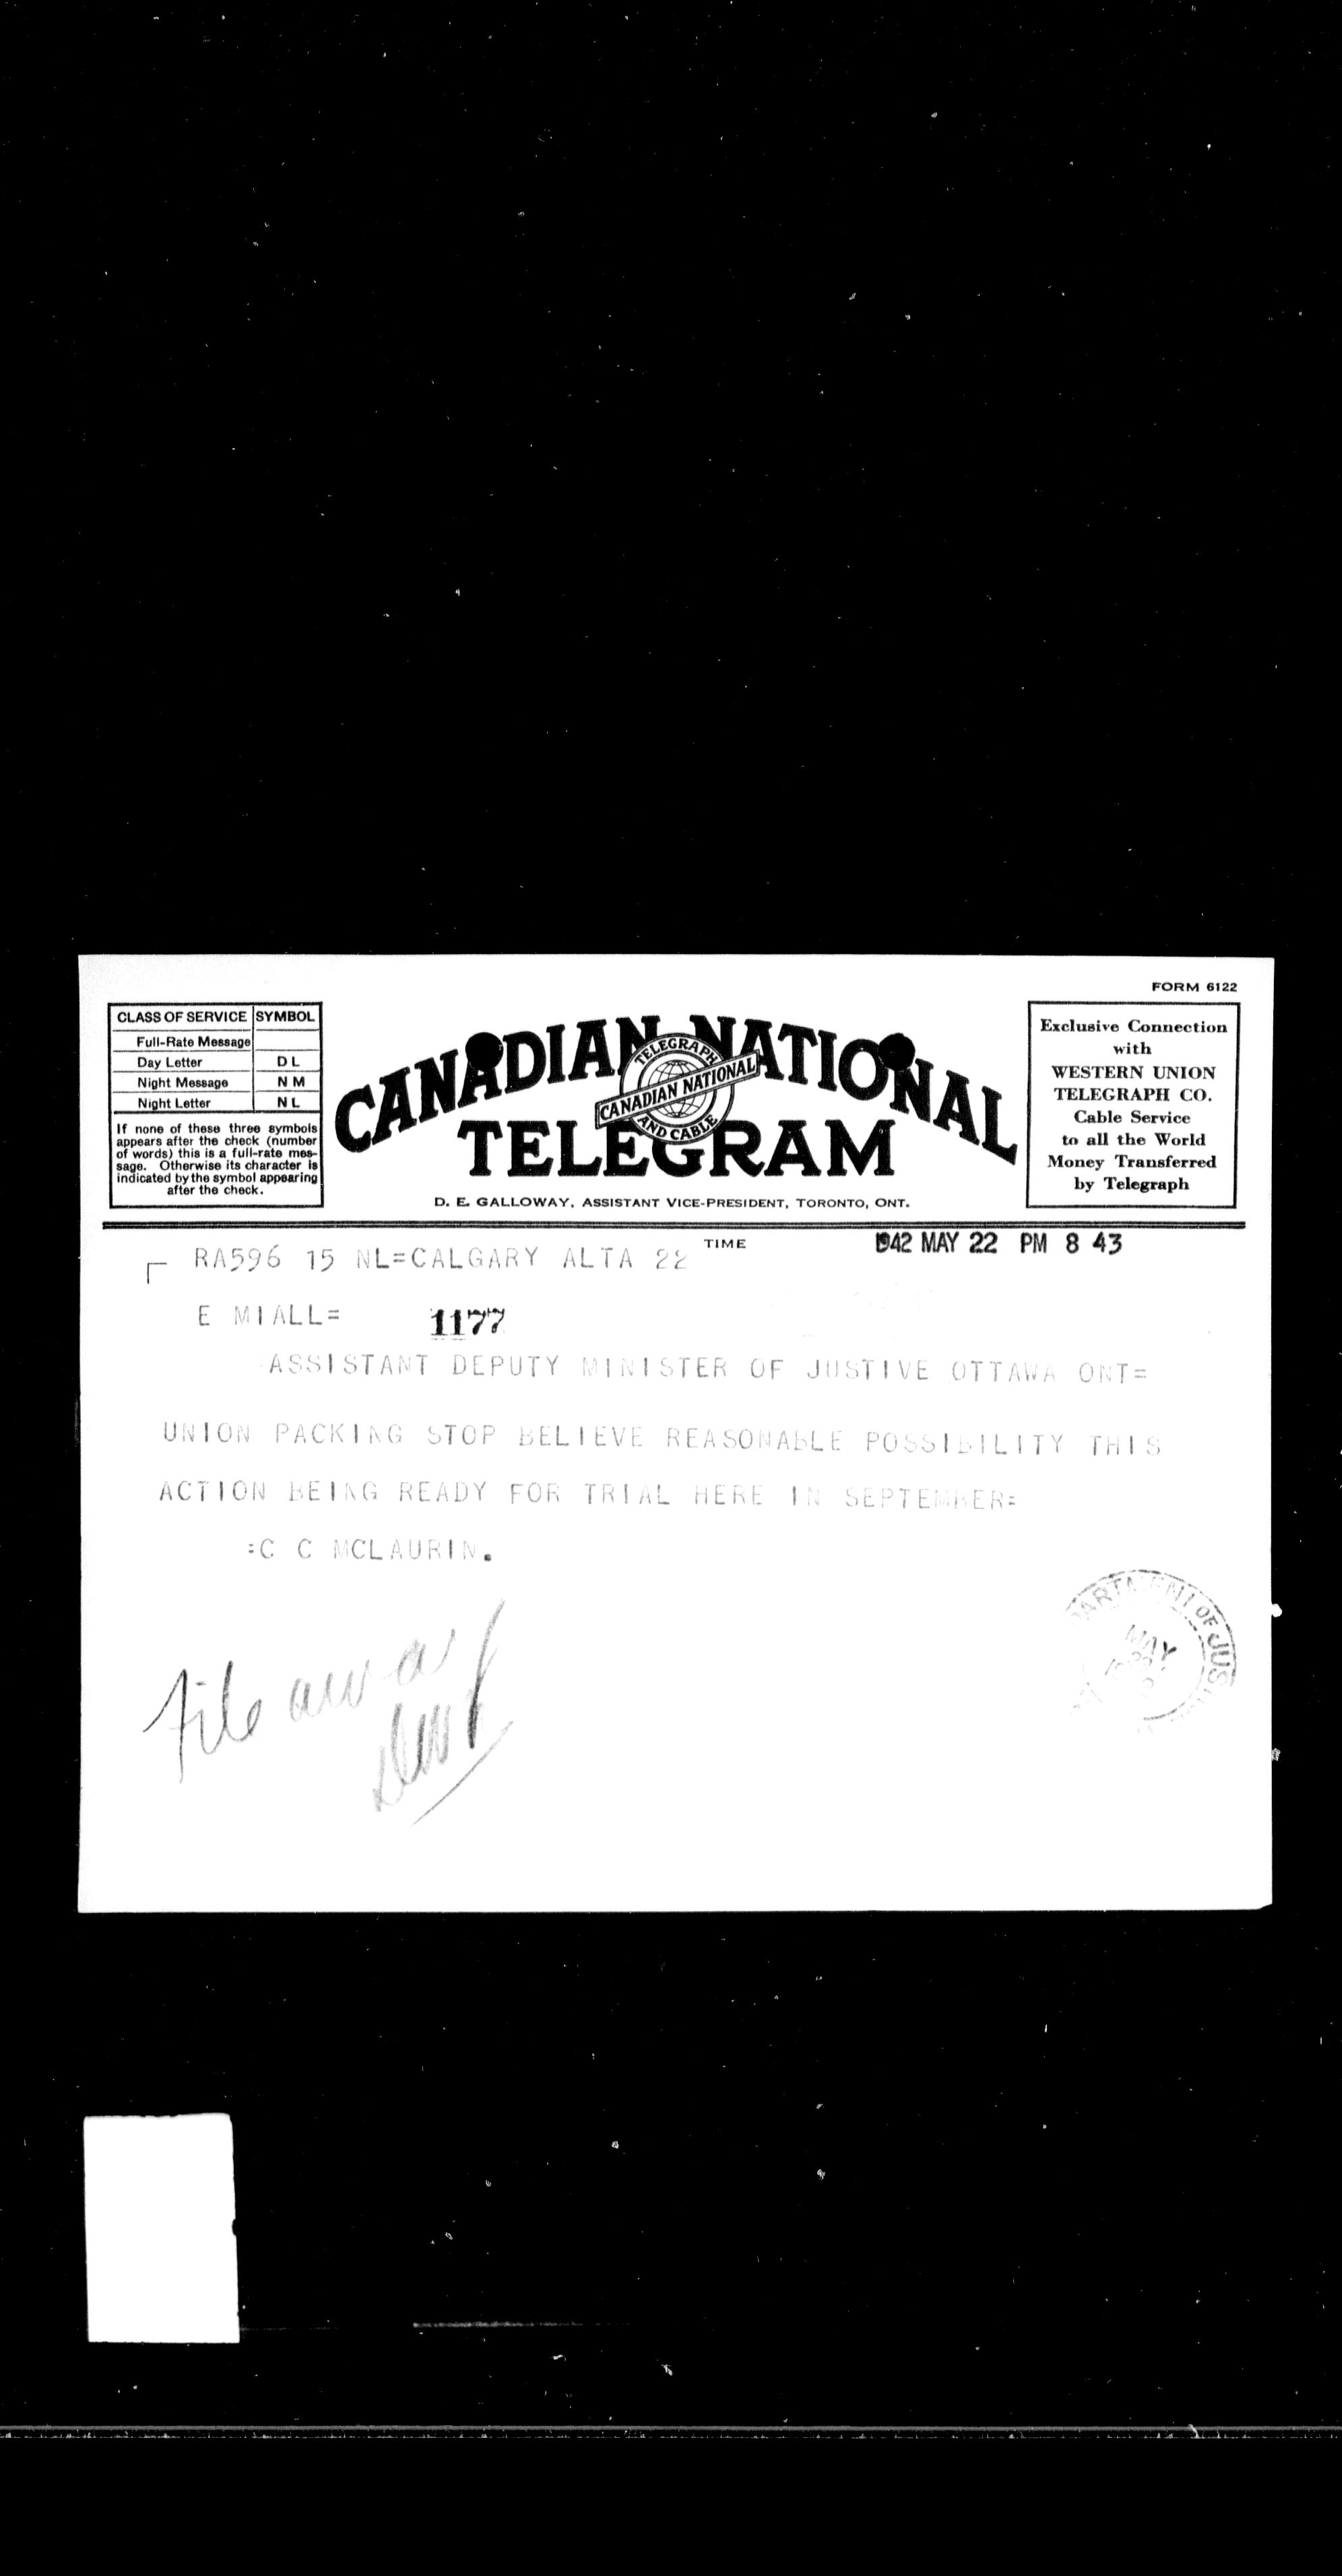 FORM 6122
CLASS OF SERVICE SYMBOL
Full-Rate Message
Day Letter D L
Night Message N M
Night Letter N L
If none of these three symbols
appears after the check (number
of words) this is a full-rate mes-
sage. Otherwise its character is
indicated by the symbol appearing
after the check.
CANADIAN NATIONAL
TELEGRAPH
CANADIAN NATIONAL
AND CABLE
TELEGRAM
D. E. GALLOWAY, ASSISTANT VICE-PRESIDENT, TORONTO, ONT.
Exclusive Connection
with
WESTERN UNION
TELEGRAPH CO.
Cable Service
to all the World
Money Transferred
by Telegraph
TIME
1942 MAY 22 PM 8 43
RA596 15 NL=CALGARY ALTA 22
E MIALL= 1177
ASSISTANT DEPUTY MINISTER OF JUSTIVE OTTAWA ONT=
UNION PACKING STOP BELIEVE REASONABLE POSSIBILITY THIS
ACTION BEING READY FOR TRIAL HERE IN SEPTEMBER=
=C C MCLAURIN.
File away
OF JUS
MAY